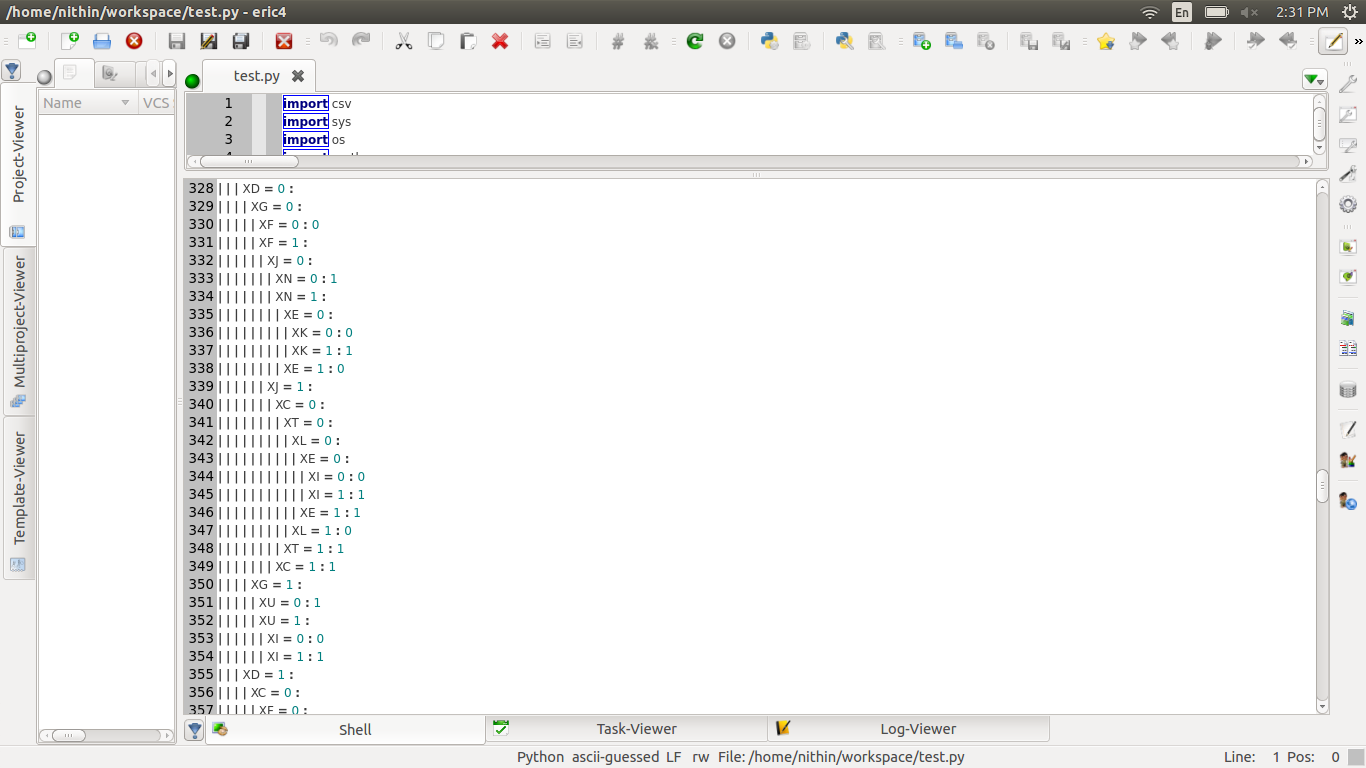 /home/nithin/workspace/test.py - eric4
En
2:31 PM
test.py
Name
VCS
Project-Viewer
Multiproject-Viewer
Template-Viewer
1 import csv
2 import sys
3 import os
328 | | | XD = 0 :
329 | | | | XG = 0 :
330 | | | | | XF = 0 : 0
331 | | | | | XF = 1 :
332 | | | | | | XJ = 0 :
333 | | | | | | | XN = 0 : 1
334 | | | | | | | XN = 1 :
335 | | | | | | | | XE = 0 :
336 | | | | | | | | | XK = 0 : 0
337 | | | | | | | | | XK = 1 : 1
338 | | | | | | | | XE = 1 : 0
339 | | | | | | XJ = 1 :
340 | | | | | | | XC = 0 :
341 | | | | | | | | XT = 0 :
342 | | | | | | | | | XL = 0 :
343 | | | | | | | | | | XE = 0 :
344 | | | | | | | | | | | XI = 0 : 0
345 | | | | | | | | | | | XI = 1 : 1
346 | | | | | | | | | | XE = 1 : 1
347 | | | | | | | | | XL = 1 : 0
348 | | | | | | | | XT = 1 : 1
349 | | | | | | | XC = 1 : 1
350 | | | | XG = 1 :
351 | | | | | XU = 0 : 1
352 | | | | | XU = 1 :
353 | | | | | | XI = 0 : 0
354 | | | | | | XI = 1 : 1
355 | | | XD = 1 :
356 | | | | XC = 0 :
357 | | | | | XF = 0 :
Shell
Task-Viewer
Log-Viewer
Python ascii-guessed LF rw File: /home/nithin/workspace/test.py Line: 1 Pos: 0